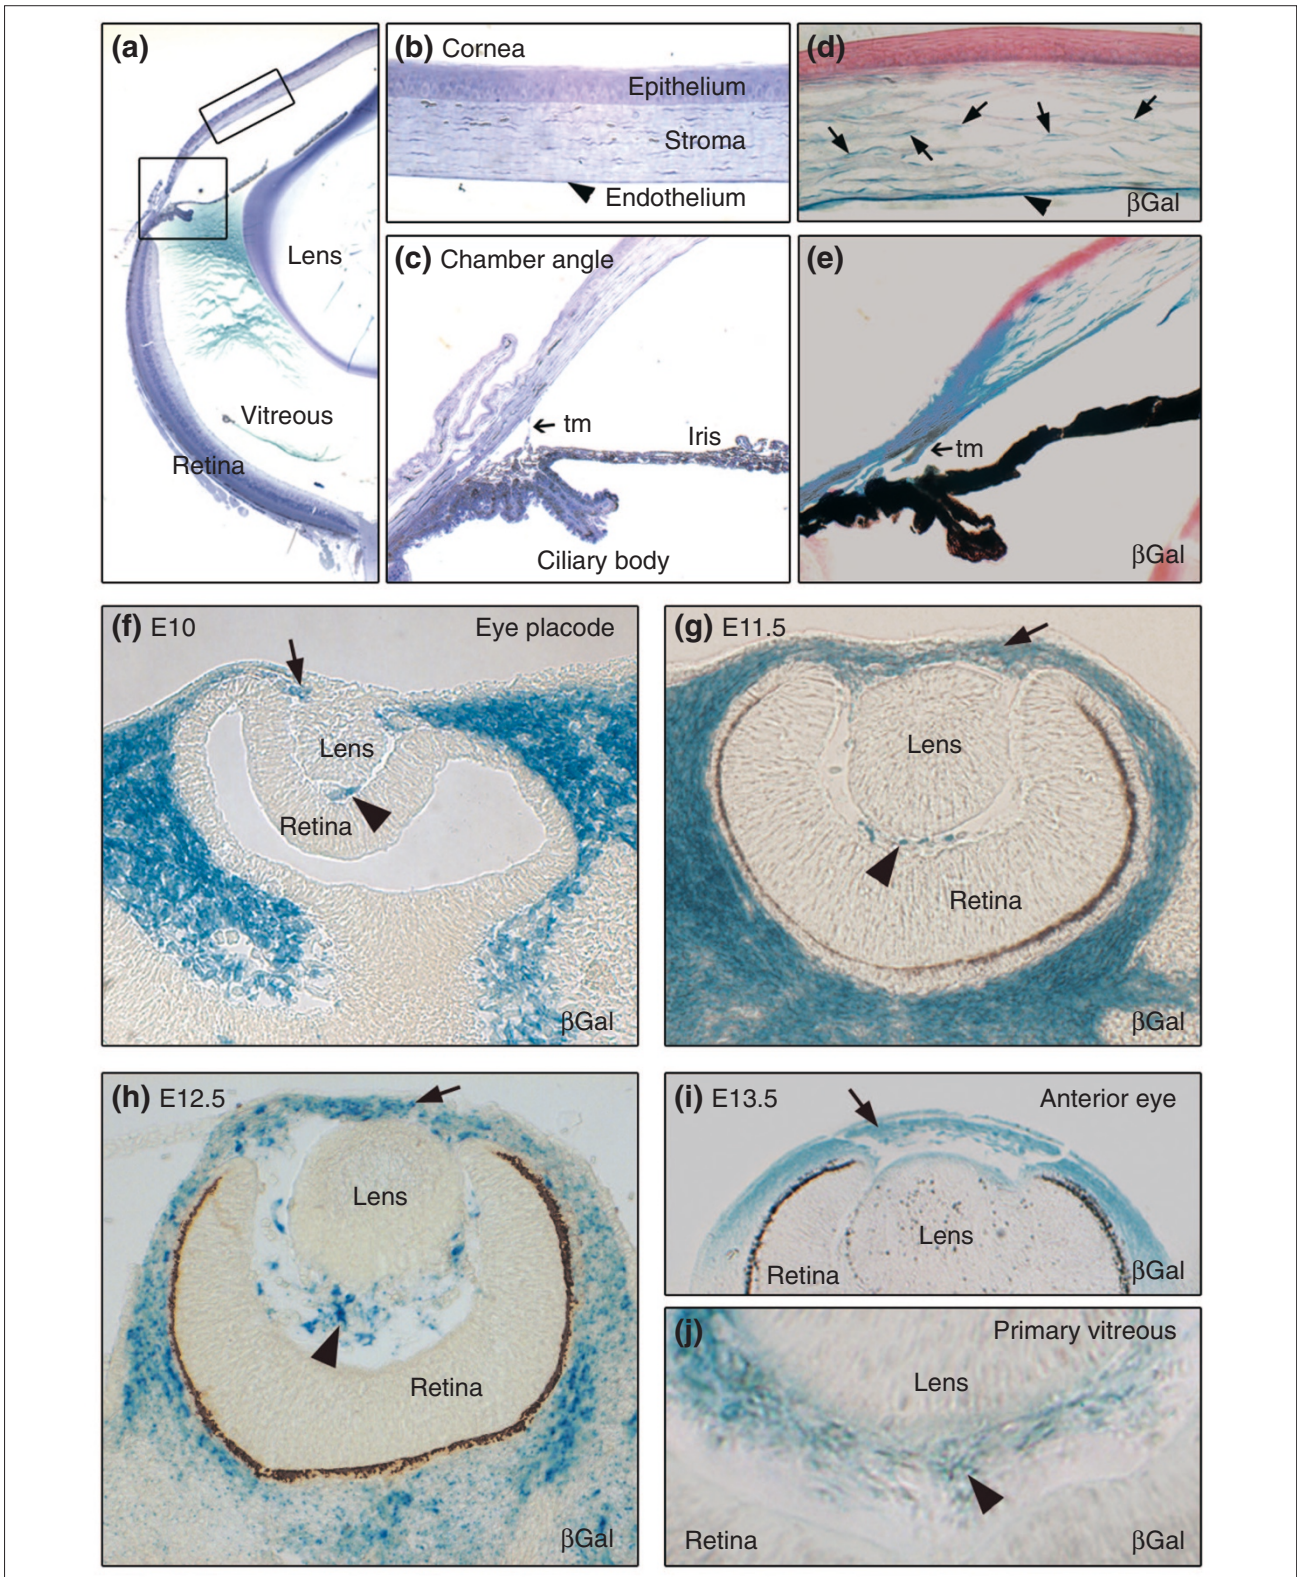 (a)
Lens
Vitreous
Retina
(b) Cornea
Epithelium
Stroma
Endothelium
(c) Chamber angle
tm
Iris
Ciliary body
(d)
βGal
(e)
tm
βGal
(f) E10 Eye placode
Lens
Retina
βGal
(g) E11.5
Lens
Retina
βGal
(h) E12.5
Lens
Retina
βGal
(i) E13.5 Anterior eye
Lens
Retina
βGal
(j) Primary vitreous
Lens
Retina βGal